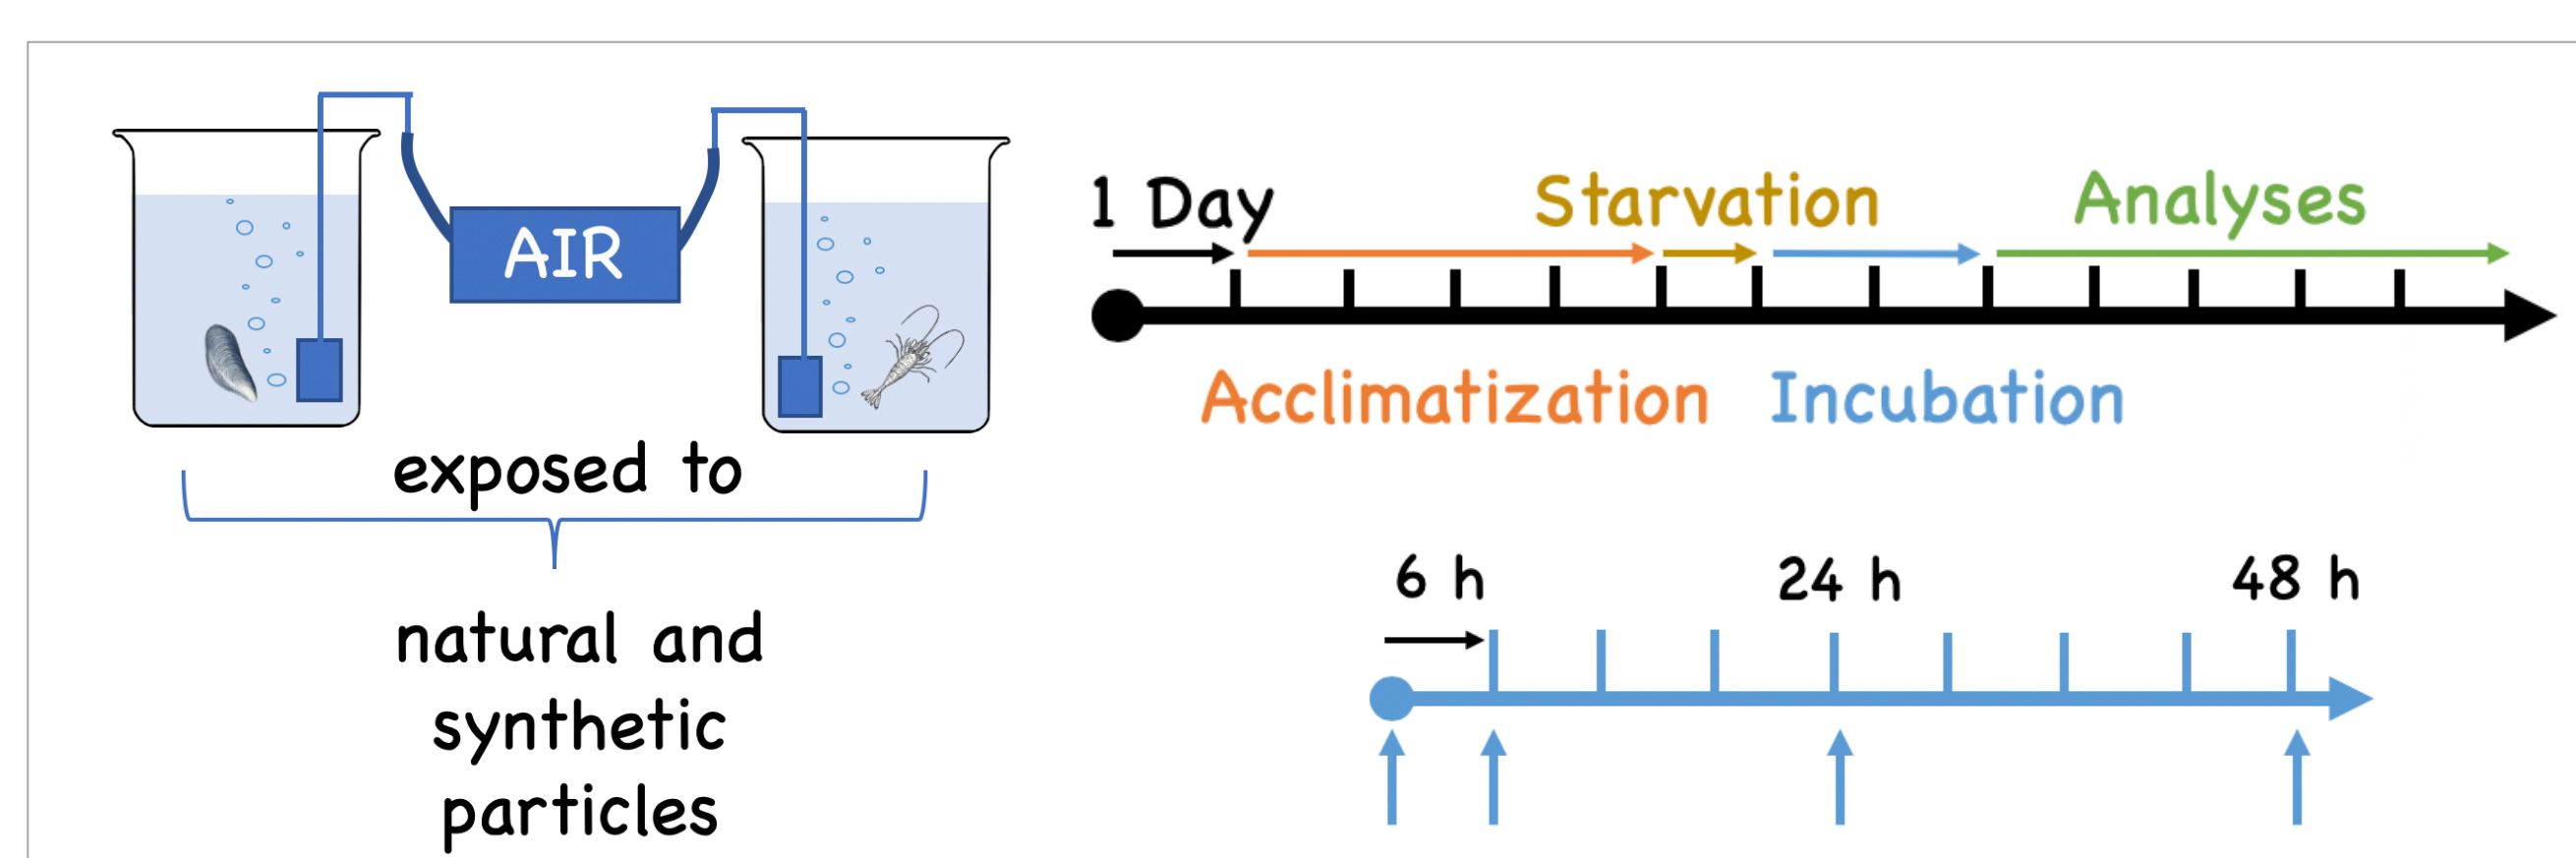 AIR
exposed to
natural and
synthetic
particles
1 Day
Starvation
Analyses
Acclimatization
Incubation
6 h
24 h
48 h